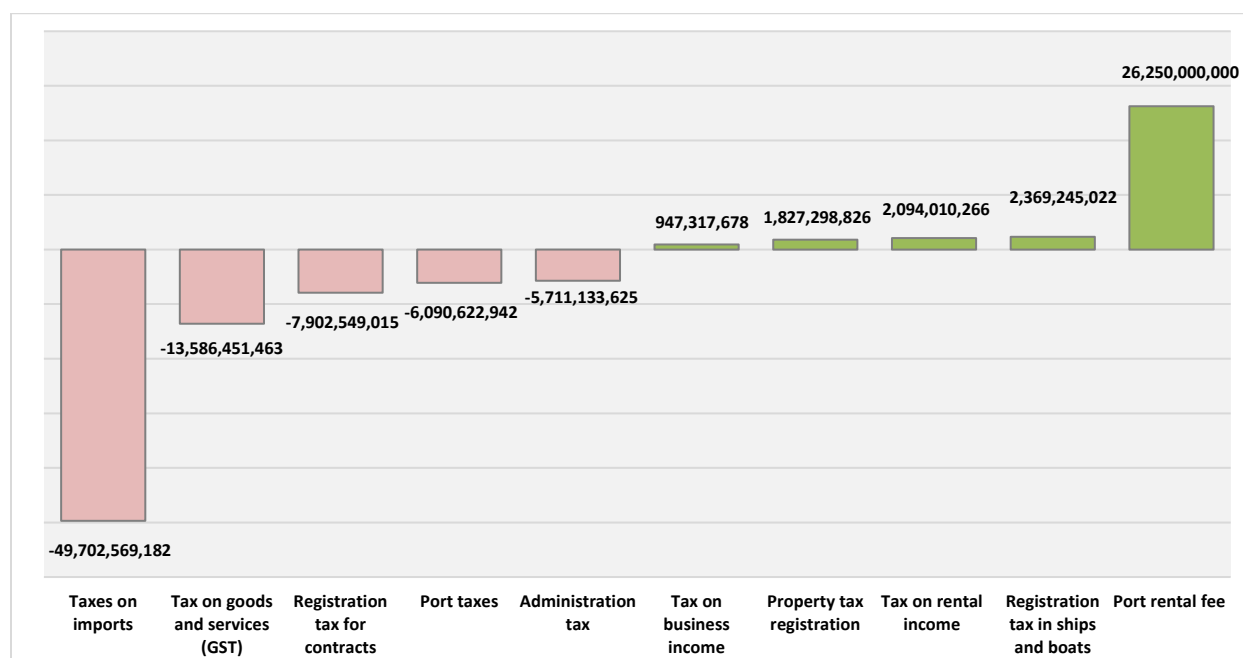 26,250,000,000
2,369,245,022
2,094,010,266
1,827,298,826
947,317,678
-5,711,133,625
-6,090,622,942
-7,902,549,015
-13,586,451,463
-49,702,569,182
Taxes on
imports
Tax on goods
and services
(GST)
Registration
tax for
contracts
Port taxes
Administration
tax
Tax on
business
income
Property tax
registration
Tax on rental
income
Registration
tax in ships
and boats
Port rental fee